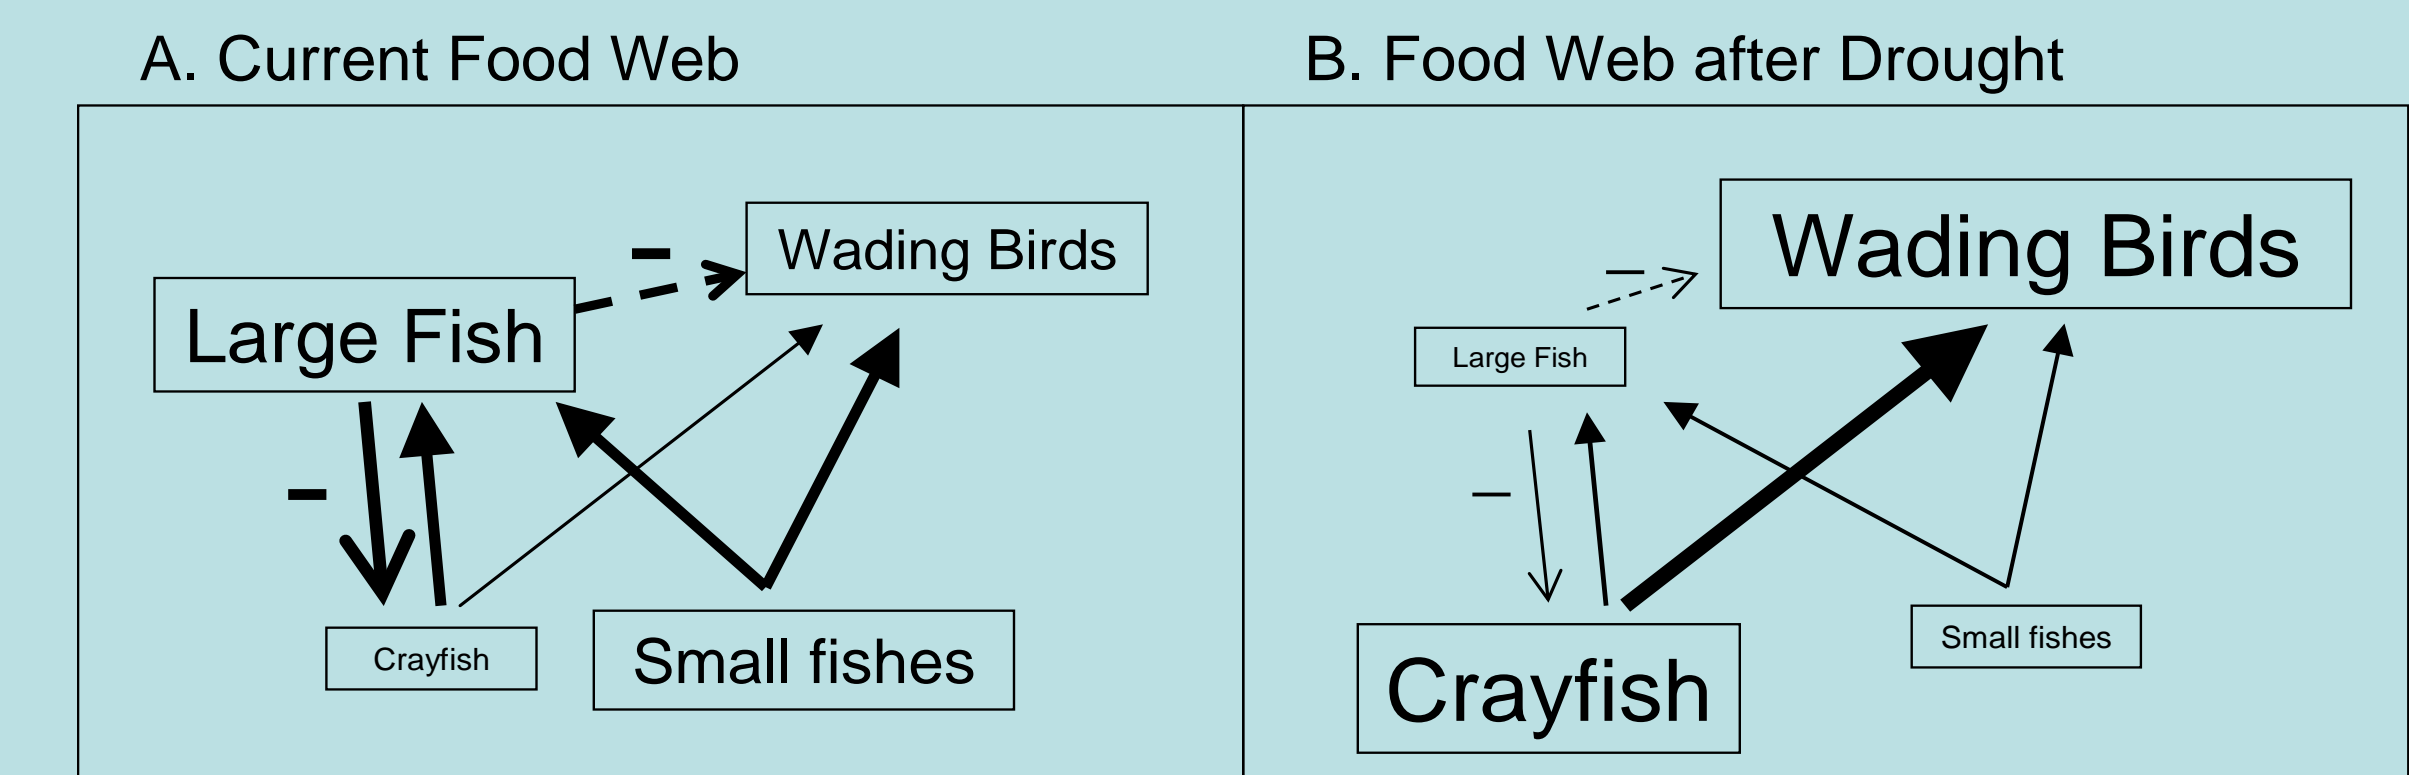 A. Current Food Web
B. Food Web after Drought
Wading Birds
–
Large Fish
–
Crayfish
Small fishes
Wading Birds
–
Large Fish
–
Crayfish
Small fishes